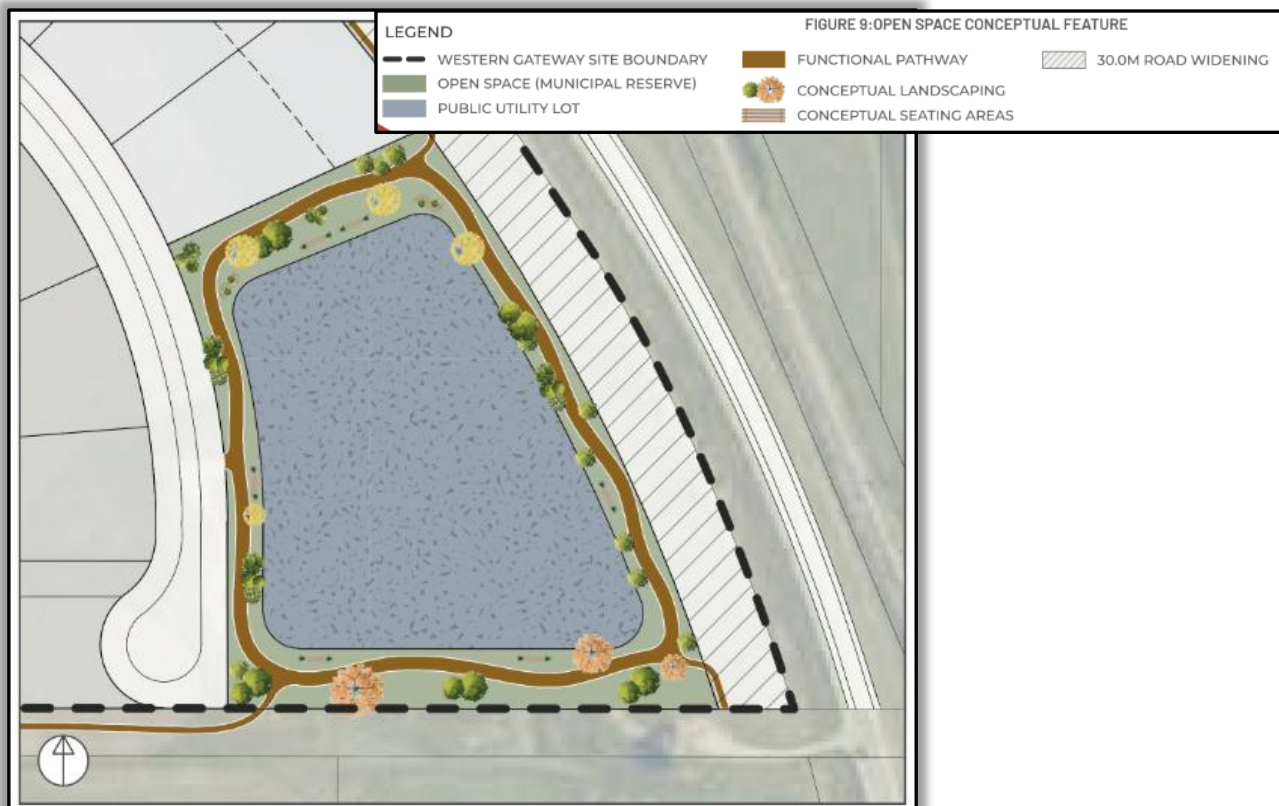 FIGURE 9:OPEN SPACE CONCEPTUAL FEATURE
LEGEND
WESTERN GATEWAY SITE BOUNDARY
OPEN SPACE (MUNICIPAL RESERVE)
PUBLIC UTILITY LOT
FUNCTIONAL PATHWAY
CONCEPTUAL LANDSCAPING
CONCEPTUAL SEATING AREAS
30.0M ROAD WIDENING